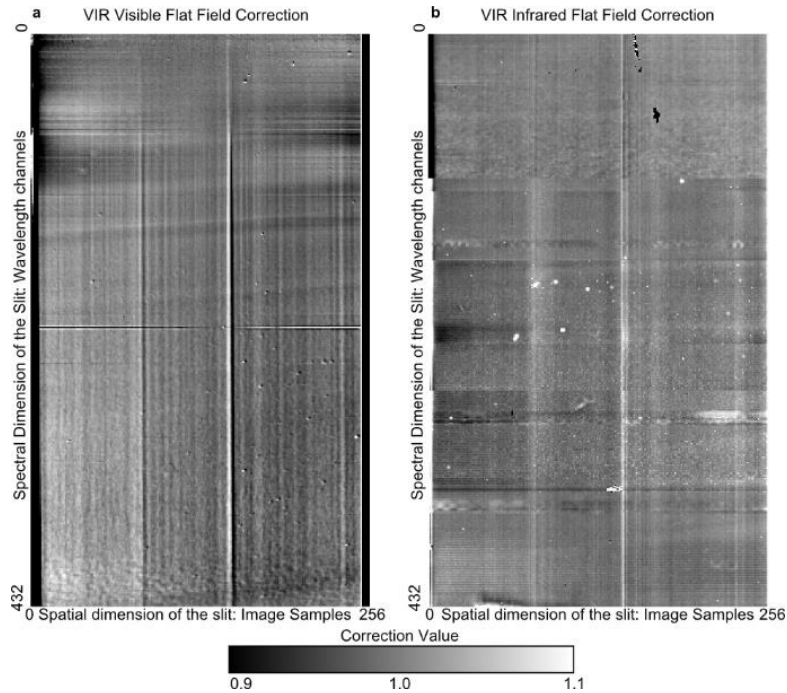 a VIR Visible Flat Field Correction
b VIR Infrared Flat Field Correction
0
Spectral Dimension of the Slit: Wavelength channels
432
0 Spatial dimension of the slit: Image Samples 256
0
Spectral Dimension of the Slit: Wavelength channels
432
0 Spatial dimension of the slit: Image Samples 256
Correction Value
0.9 1.0 1.1